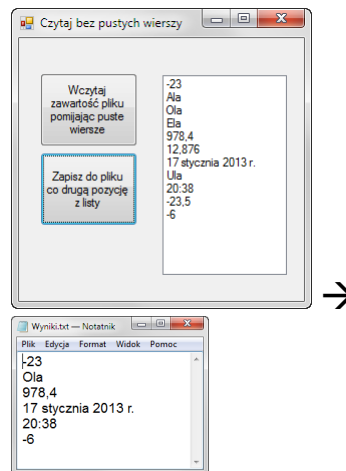 Czytaj bez pustych wierszy
Wczytaj
zawartość pliku
pomijając puste
wiersze
Zapisz do pliku
co drugą pozycję
z listy
-23
Ala
Ola
Ela
978,4
12,876
17 stycznia 2013 r.
Ula
20:38
-23,5
-6
→
Wyniki.txt — Notatnik
Plik Edycja Format Widok Pomoc
-23
Ola
978,4
17 stycznia 2013 r.
20:38
-6